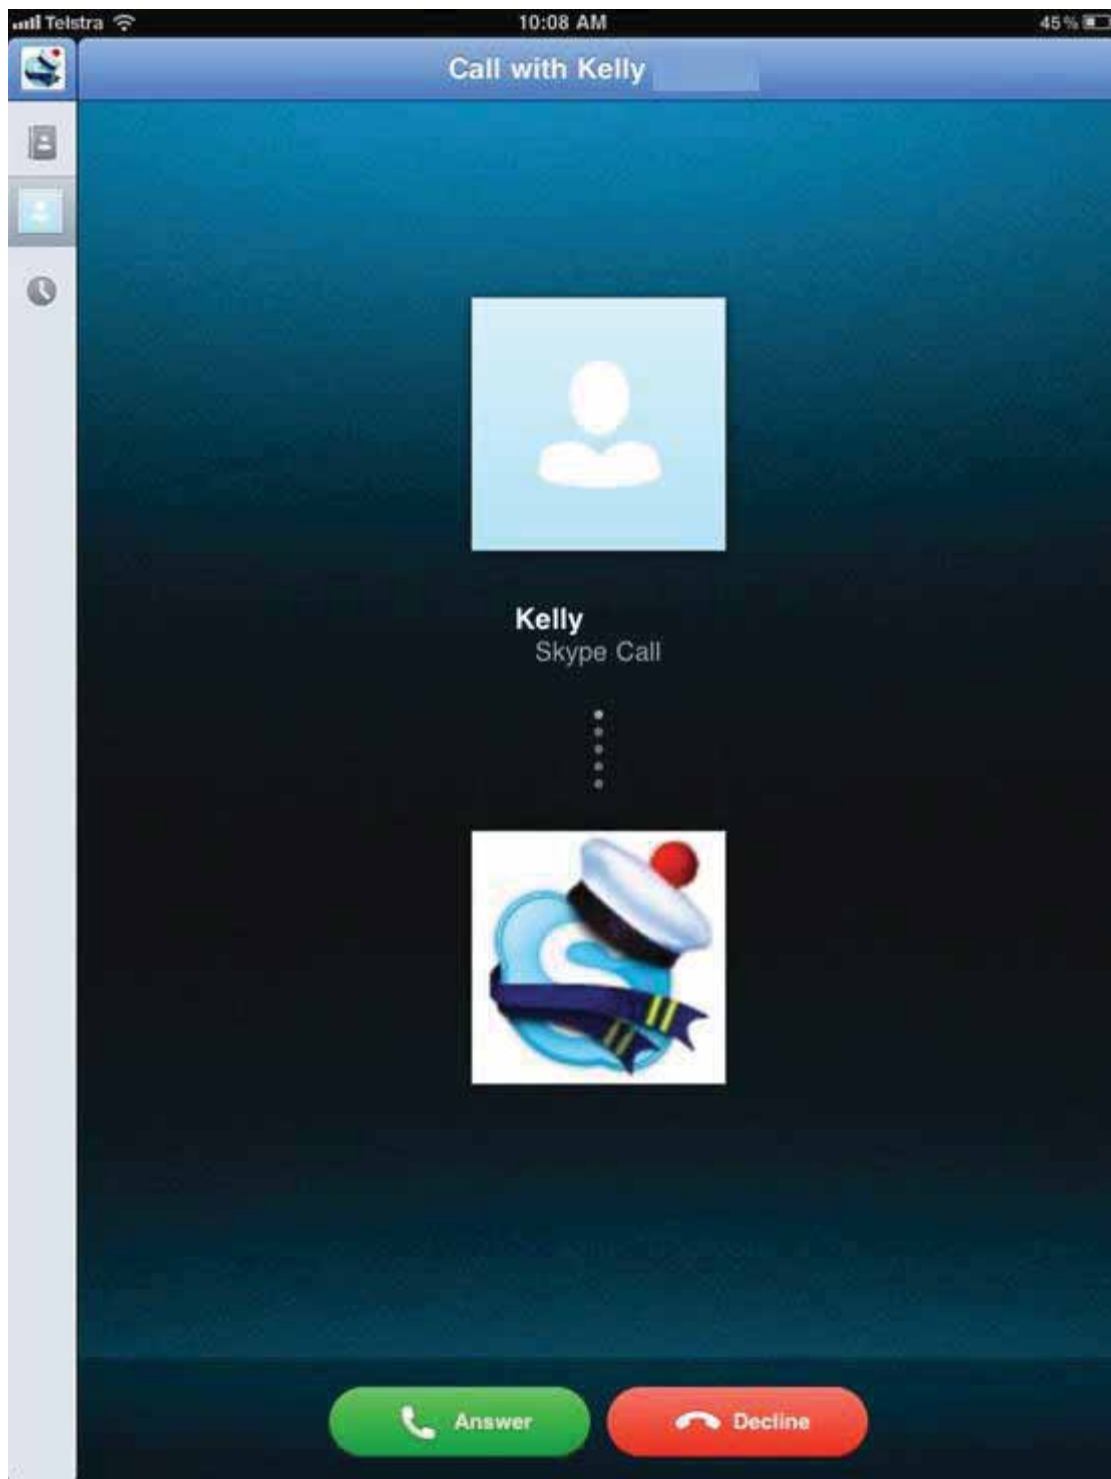 Telstra 10:08 AM 45%
Call with Kelly
Kelly
Skype Call
Answer Decline